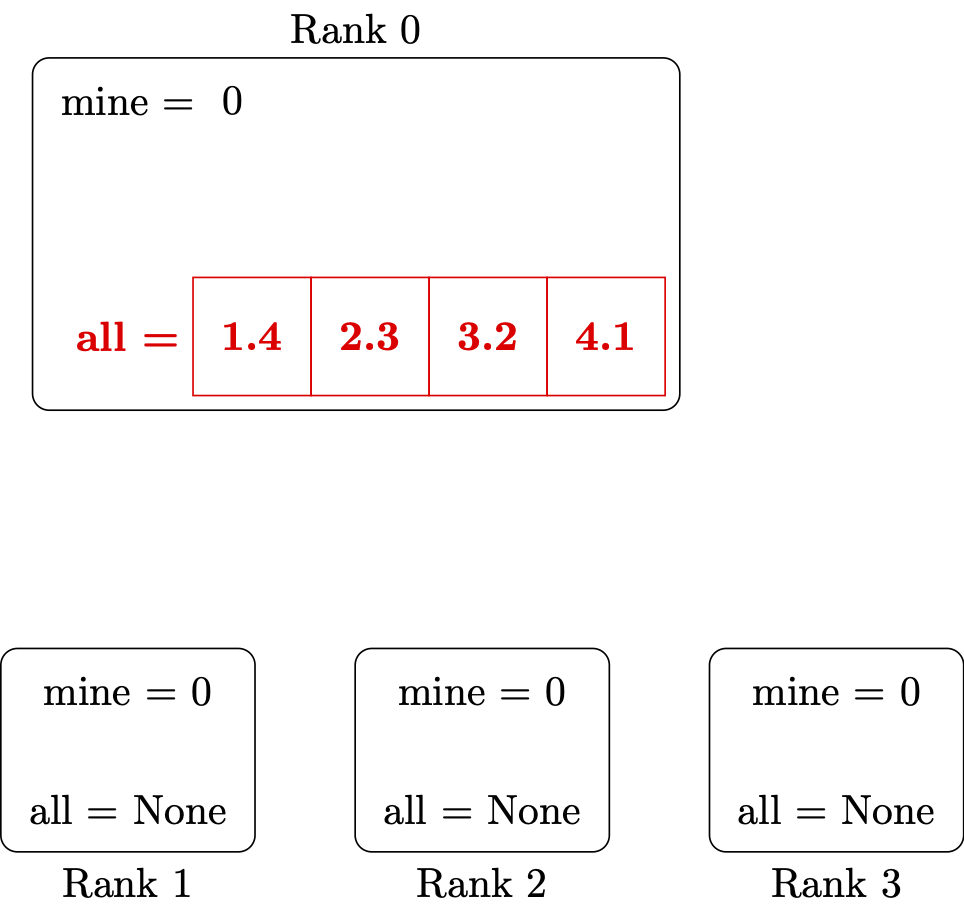 Rank 0
mine = 0
all = 1.4 2.3 3.2 4.1
mine = 0 mine = 0 mine = 0
all = None all = None all = None
Rank 1 Rank 2 Rank 3